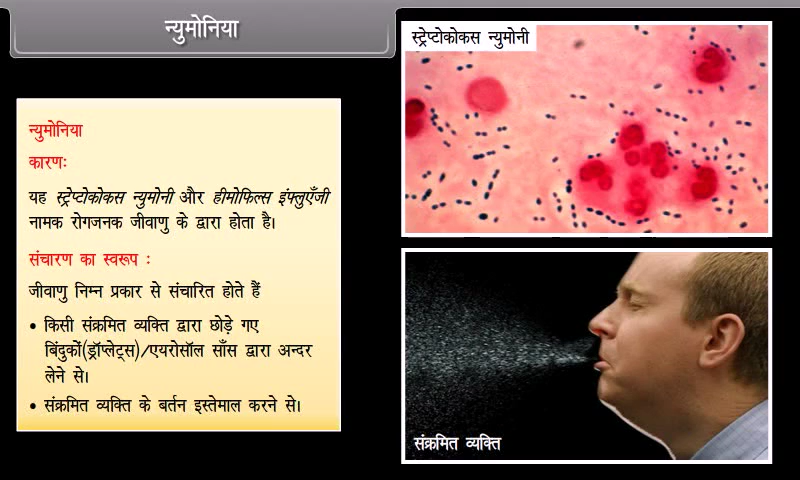 न्युमोनिया
न्युमोनिया
कारणः
यह स्ट्रेप्टोकोकस न्युमोनी और हीमोफिल्स इंफ्लुएँजी
नामक रोगजनक जीवाणु के द्वारा होता है।
संचारण का स्वरूप :
जीवाणु निम्न प्रकार से संचारित होते हैं
• किसी संक्रमित व्यक्ति द्वारा छोड़े गए
बिंदुकों(ड्रॉप्लेट्स)/एयरोसॉल साँस द्वारा अन्दर
लेने से।
• संक्रमित व्यक्ति के बर्तन इस्तेमाल करने से।
स्ट्रेप्टोकोकस न्युमोनी
संक्रमित व्यक्ति